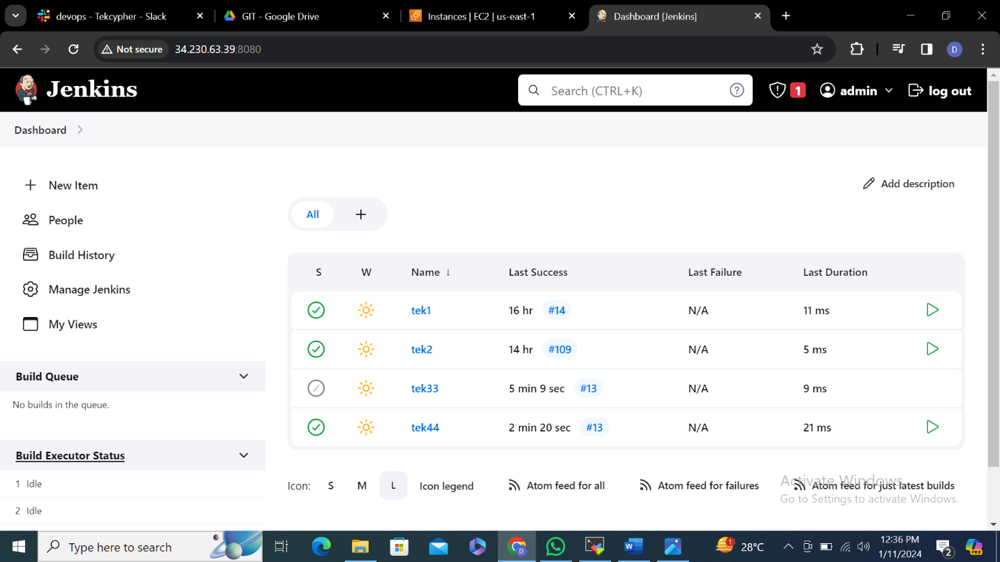 devops - Tekcypher - Slack
GIT - Google Drive
Instances | EC2 | us-east-1
Dashboard [Jenkins]
Not secure 34.230.63.39:8080
D
Jenkins
Search (CTRL+K)
1
admin
log out
Dashboard
New Item
People
Build History
Manage Jenkins
My Views
Build Queue
No builds in the queue.
Build Executor Status
1 Idle
2 Idle
Add description
All +
S W Name ↓ Last Success Last Failure Last Duration
tek1 16 hr #14 N/A 11 ms
tek2 14 hr #109 N/A 5 ms
tek33 5 min 9 sec #13 N/A 9 ms
tek44 2 min 20 sec #13 N/A 21 ms
Icon: S M L Icon legend Atom feed for all Atom feed for failures Atom feed for just latest builds
Activate Windows
Go to Settings to activate Windows.
Type here to search
D
W
1
28°C
12:36 PM
1/11/2024
2
PRE